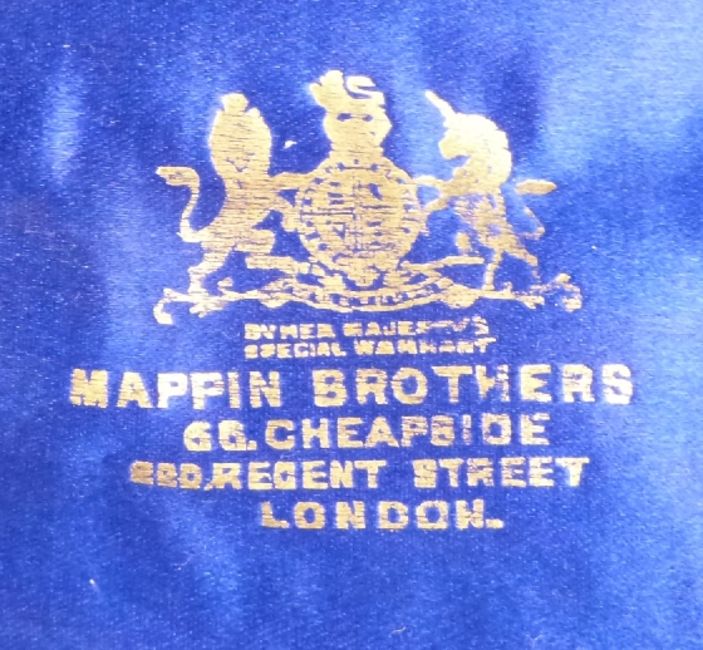 BY HER MAJESTY'S
SPECIAL WARRANT
MAPPIN BROTHERS
66. CHEAPSIDE
220, REGENT STREET
LONDON.